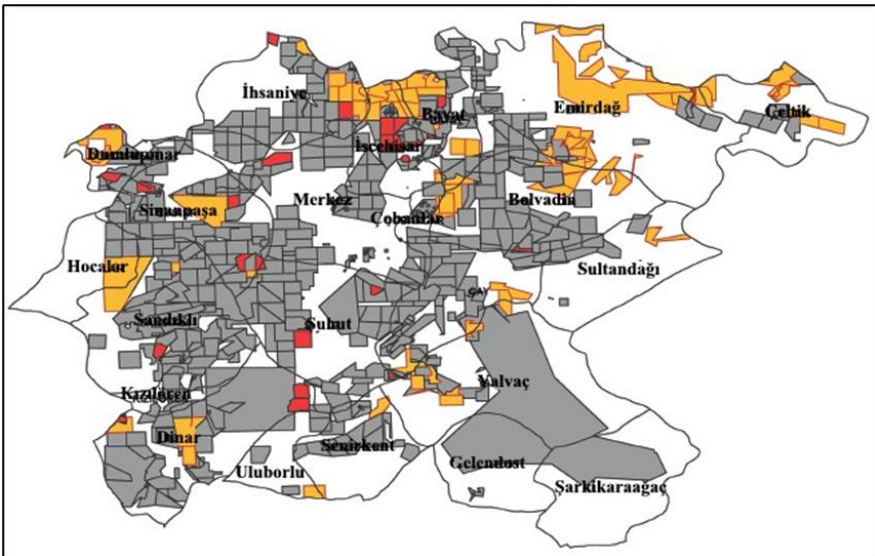 İhsaniye
Bayat
Emirdağ
Çeltik
İscehisar
Dumlupınar
Merkez
Sinanpaşa
Çobanlar
Bolvadin
Hocalar
Sultandağı
ÇAY
Sandıklı
Şuhut
Yalvaç
Kızılören
Dinar
Senirkent
Uluborlu
Gelendost
Şarkikaraağaç